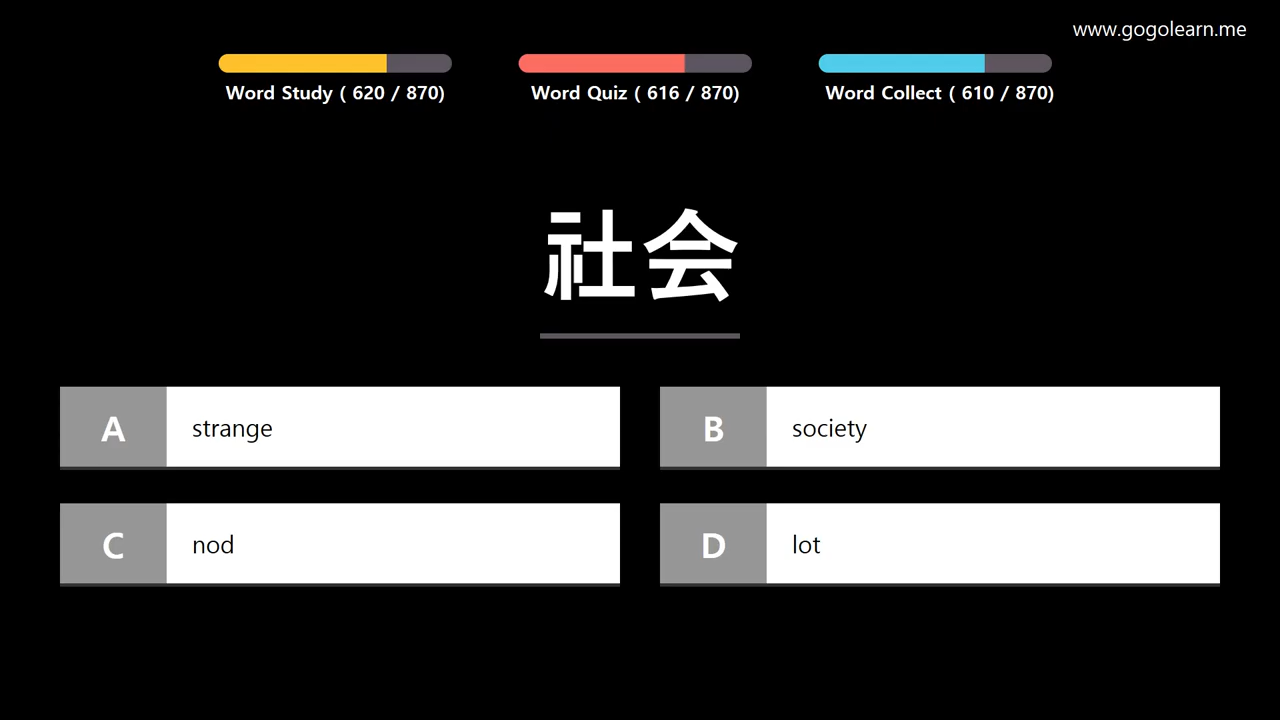 www.gogolearn.me
Word Study ( 620 / 870)
Word Quiz ( 616 / 870)
Word Collect ( 610 / 870)
社会
A strange
B society
C nod
D lot